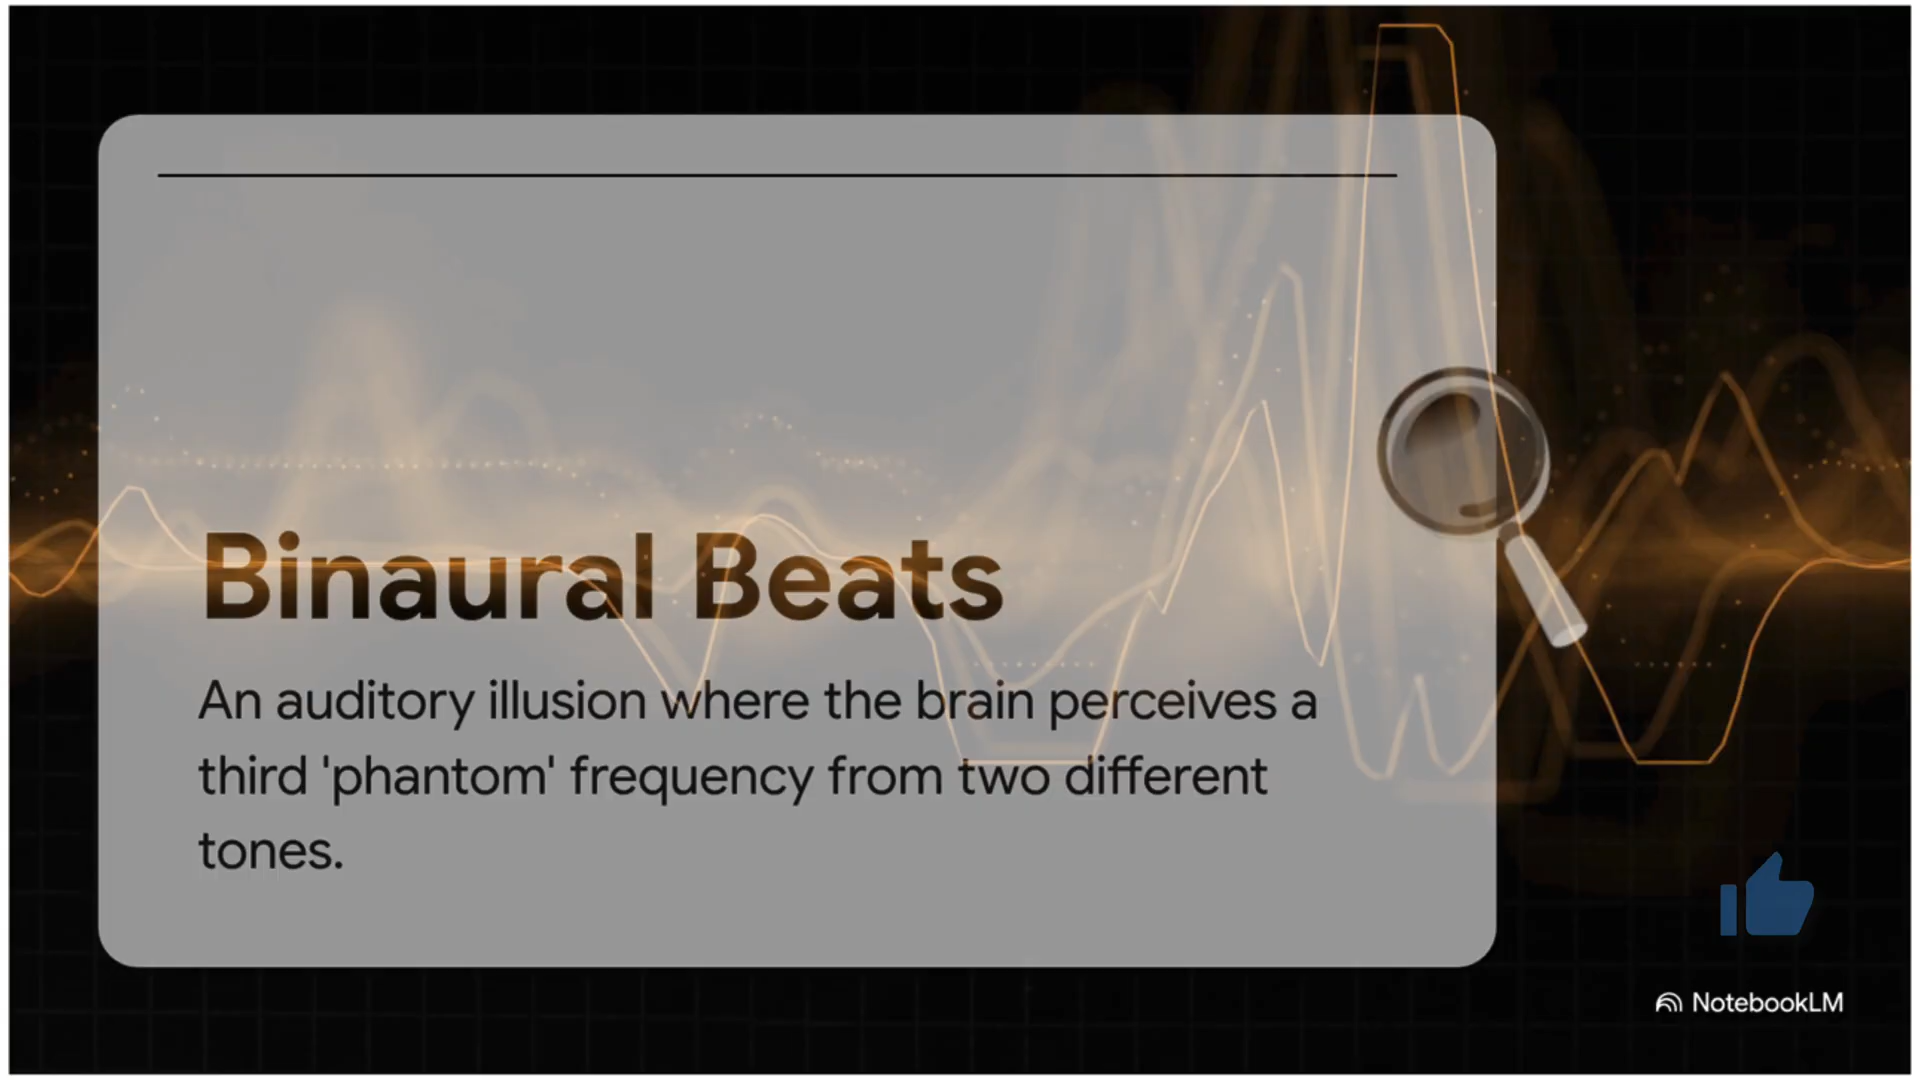 Binaural Beats
An auditory illusion where the brain perceives a
third 'phantom' frequency from two different
tones.
NotebookLM